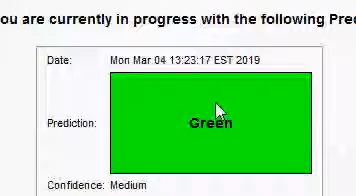 ou are currently in progress with the following Pred
Date: Mon Mar 04 13:23:17 EST 2019
Prediction: Green
Confidence: Medium